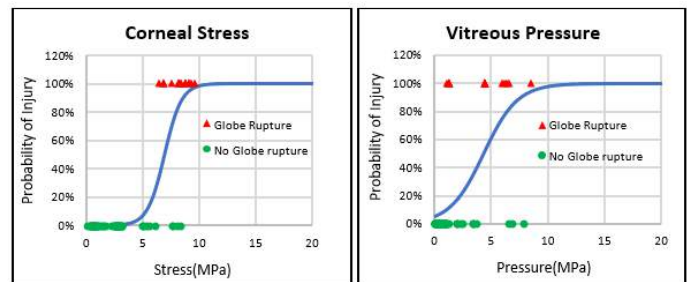 Corneal Stress
120%
100%
80%
60%
40%
20%
0%
0 5 10 15 20
Probability of Injury
Stress(MPa)
Globe Rupture
No Globe rupture
Vitreous Pressure
120%
100%
80%
60%
40%
20%
0%
0 5 10 15 20
Probability of Injury
Pressure(MPa)
Globe Rupture
No Globe rupture